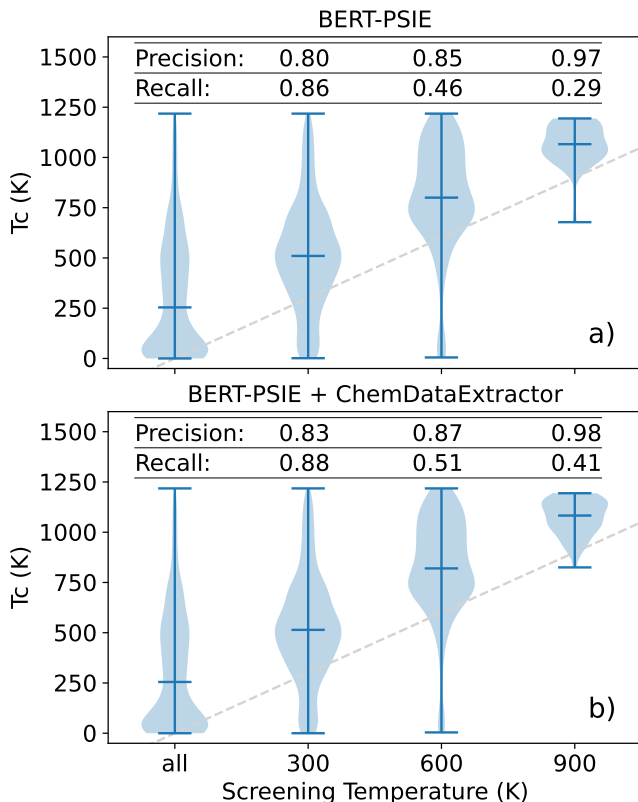 BERT-PSIE
Precision: 0.80 0.85 0.97
Recall: 0.86 0.46 0.29
1500
1250
1000
750
500
250
0
Tc (K)
a)
BERT-PSIE + ChemDataExtractor
Precision: 0.83 0.87 0.98
Recall: 0.88 0.51 0.41
1500
1250
1000
750
500
250
0
Tc (K)
b)
all 300 600 900
Screening Temperature (K)